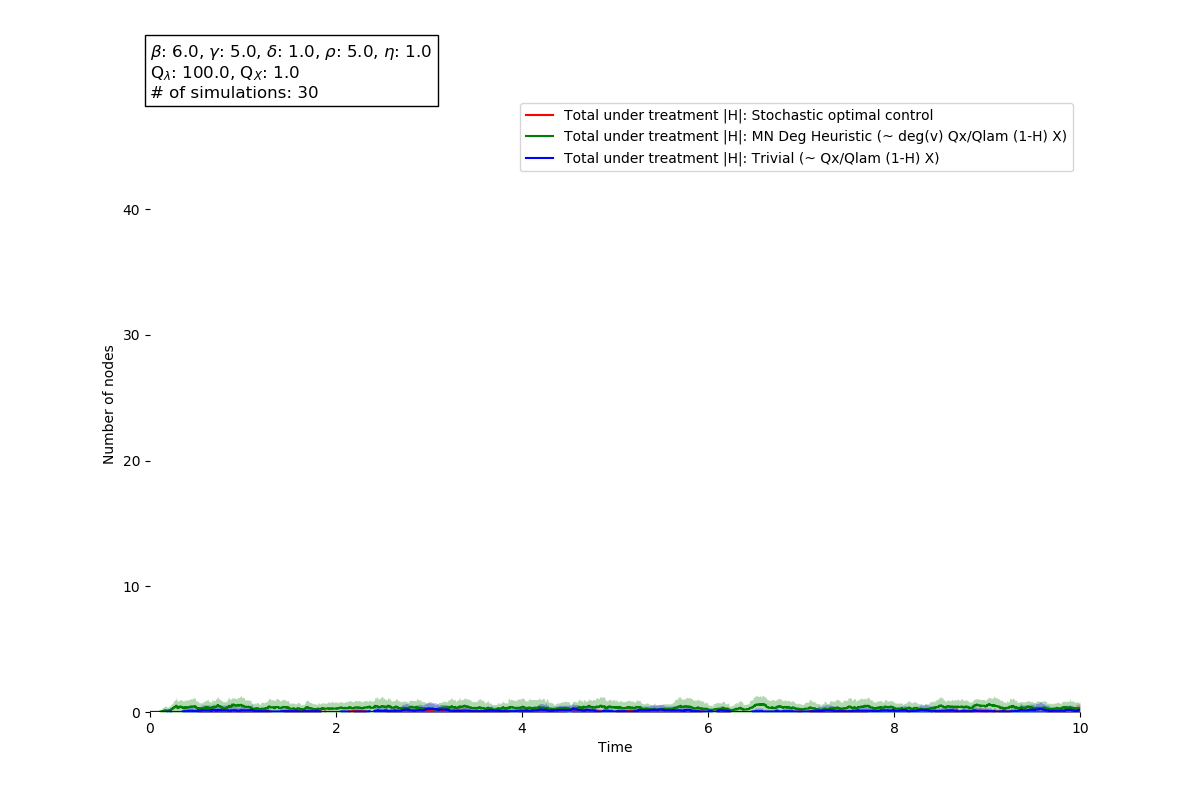 β: 6.0, γ: 5.0, δ: 1.0, ρ: 5.0, η: 1.0
Qλ: 100.0, QX: 1.0
# of simulations: 30
Total under treatment |H|: Stochastic optimal control
Total under treatment |H|: MN Deg Heuristic (~ deg(v) Qx/Qlam (1-H) X)
Total under treatment |H|: Trivial (~ Qx/Qlam (1-H) X)
40
30
20
10
0
Number of nodes
0 2 4 6 8 10
Time